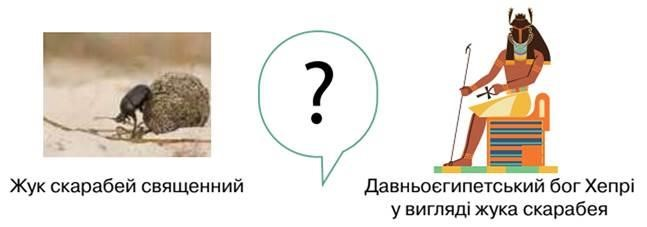 ?
Жук скарабей священний
Давньоєгипетський бог Хепрі
у вигляді жука скарабея